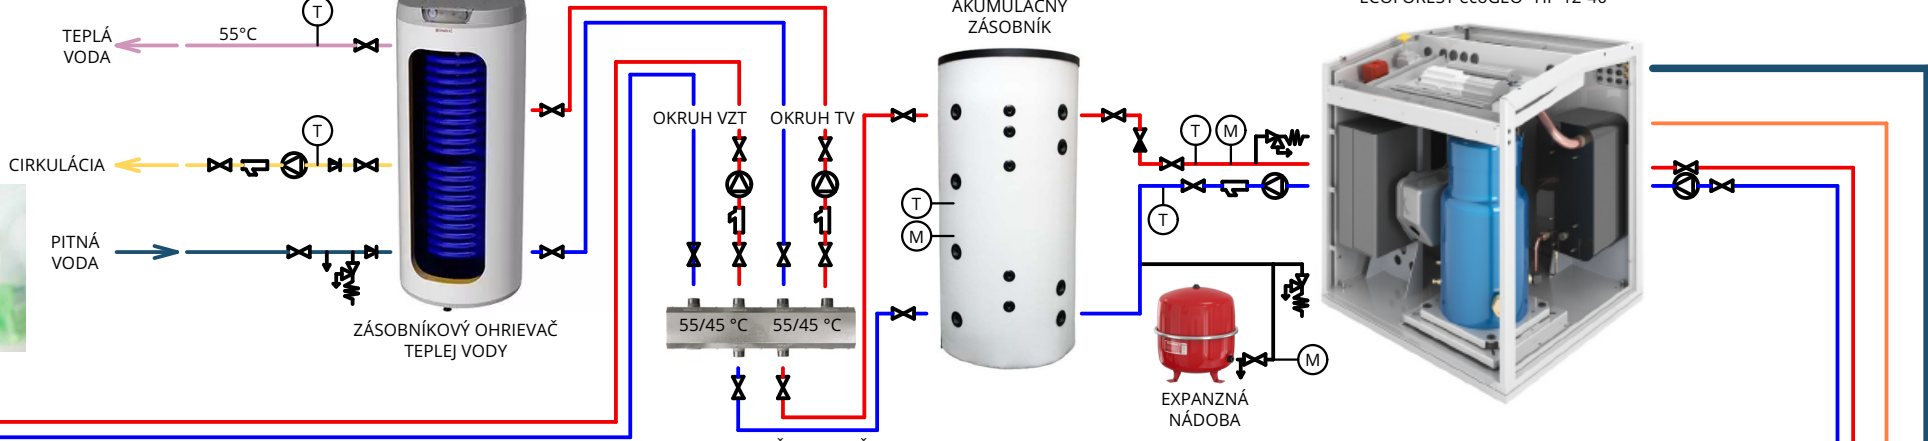 AKUMULAČNÝ
ZÁSOBNÍK
TEPLÁ
VODA
55°C
T
OKRUH VZT
OKRUH TV
CIRKULÁCIA
T
T
M
T
M
T
PITNÁ
VODA
55/45 °C
55/45 °C
ZÁSOBNÍKOVÝ OHRIEVAČ
TEPLEJ VODY
M
EXPANZNÁ
NÁDOBA